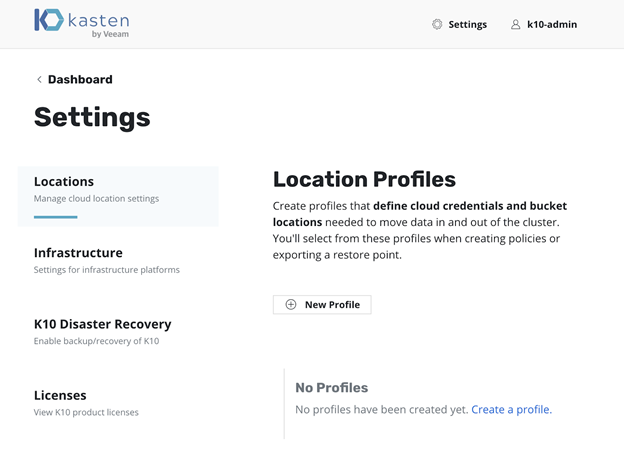 kasten
by Veeam
Settings
k10-admin
Dashboard
Settings
Locations
Manage cloud location settings
Infrastructure
Settings for infrastructure platforms
K10 Disaster Recovery
Enable backup/recovery of K10
Licenses
View K10 product licenses
Location Profiles
Create profiles that define cloud credentials and bucket
locations needed to move data in and out of the cluster.
You'll select from these profiles when creating policies or
exporting a restore point.
New Profile
No Profiles
No profiles have been created yet. Create a profile.